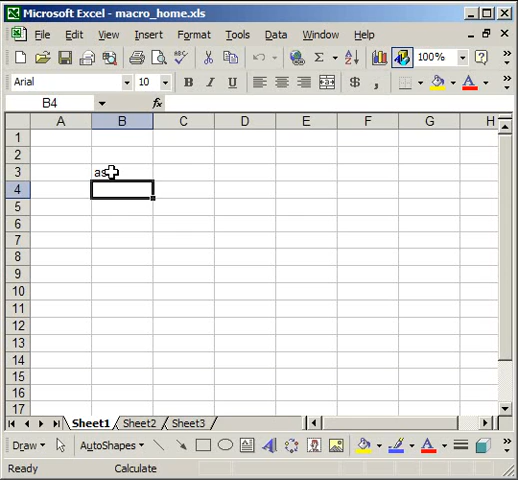 Microsoft Excel - macro_home.xls
File Edit View Insert Format Tools Data Window Help
Σ 100%
Arial 10 B I U $
B4 fx
A B C D E F G H
1
2
3 as
4
5
6
7
8
9
10
11
12
13
14
15
16
17
Sheet1 Sheet2 Sheet3
Draw AutoShapes A A
Ready Calculate